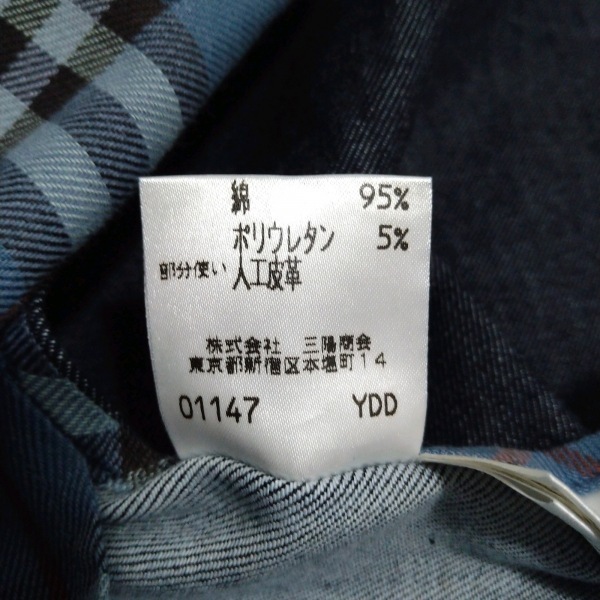 綿 95%
ポリウレタン 5%
部分使い 人工皮革
株式会社 三陽商会
東京都新宿区本塩町14
01147 YDD